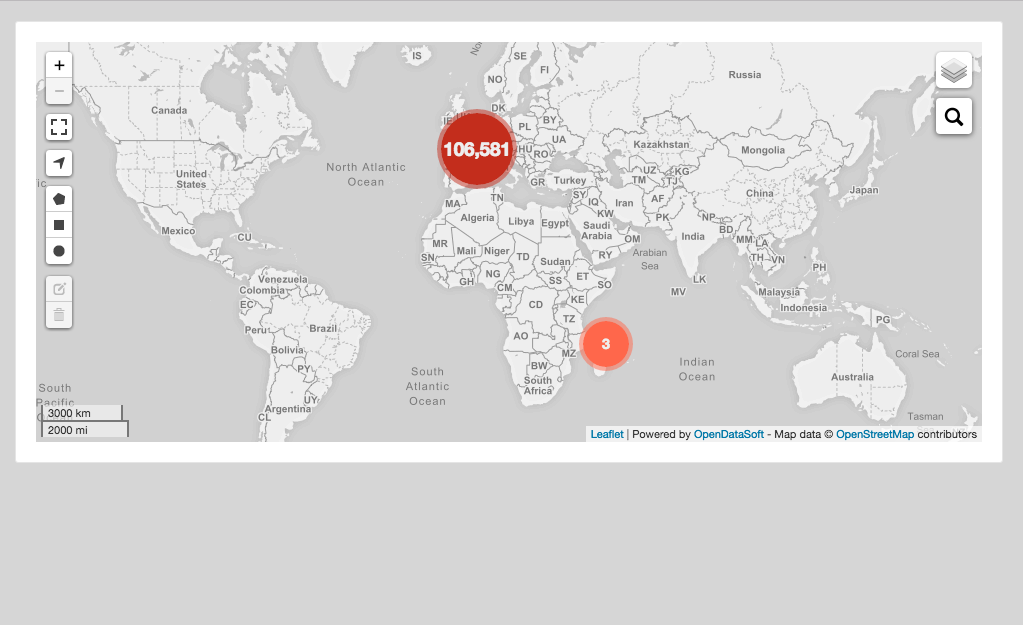 IS
SE
NO
FI
Russia
+
−
Canada
DK
BY
PL
UA
106,581
HU
RO
Kazakhstan
Mongolia
North Atlantic
Ocean
United
States
GR
Turkey
UZ
KG
TM
TJ
China
Japan
MA
TN
SY
IQ
Iran
AF
Algeria
Libya
Egypt
KW
PK
NP
Saudi
Arabia
BD
Mexico
CU
MR
Mali
Niger
TD
Sudan
OM
RY
Arabian
Sea
India
MM
LA
TH
VN
PH
SN
GH
NG
CM
SS
ET
SO
LK
MV
Venezuela
Colombia
Malaysia
Indonesia
EC
CD
KE
TZ
PG
Peru
Brazil
AO
3
Bolivia
MZ
Coral Sea
PY
BW
Indian
Ocean
South
Africa
Australia
South
Atlantic
Ocean
South
Pacific
UY
Argentina
CL
Tasman
3000 km
2000 mi
Leaflet | Powered by OpenDataSoft - Map data © OpenStreetMap contributors